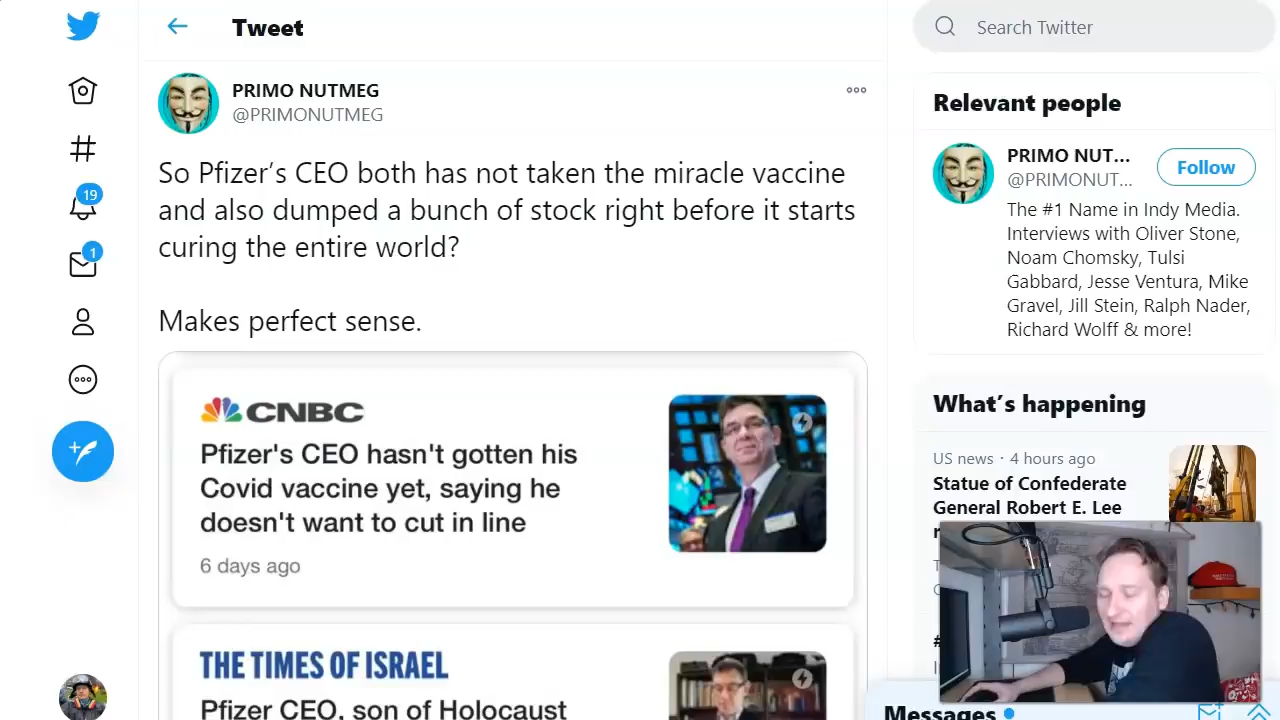 Tweet
Search Twitter
PRIMO NUTMEG
@PRIMONUTMEG
So Pfizer’s CEO both has not taken the miracle vaccine
and also dumped a bunch of stock right before it starts
curing the entire world?
Makes perfect sense.
CNBC
Pfizer's CEO hasn't gotten his
Covid vaccine yet, saying he
doesn't want to cut in line
6 days ago
THE TIMES OF ISRAEL
Pfizer CEO, son of Holocaust
19
1
Relevant people
PRIMO NUT...
@PRIMONUT...
Follow
The #1 Name in Indy Media.
Interviews with Oliver Stone,
Noam Chomsky, Tulsi
Gabbard, Jesse Ventura, Mike
Gravel, Jill Stein, Ralph Nader,
Richard Wolff & more!
What’s happening
US news · 4 hours ago
Statue of Confederate
General Robert E. Lee
Messages